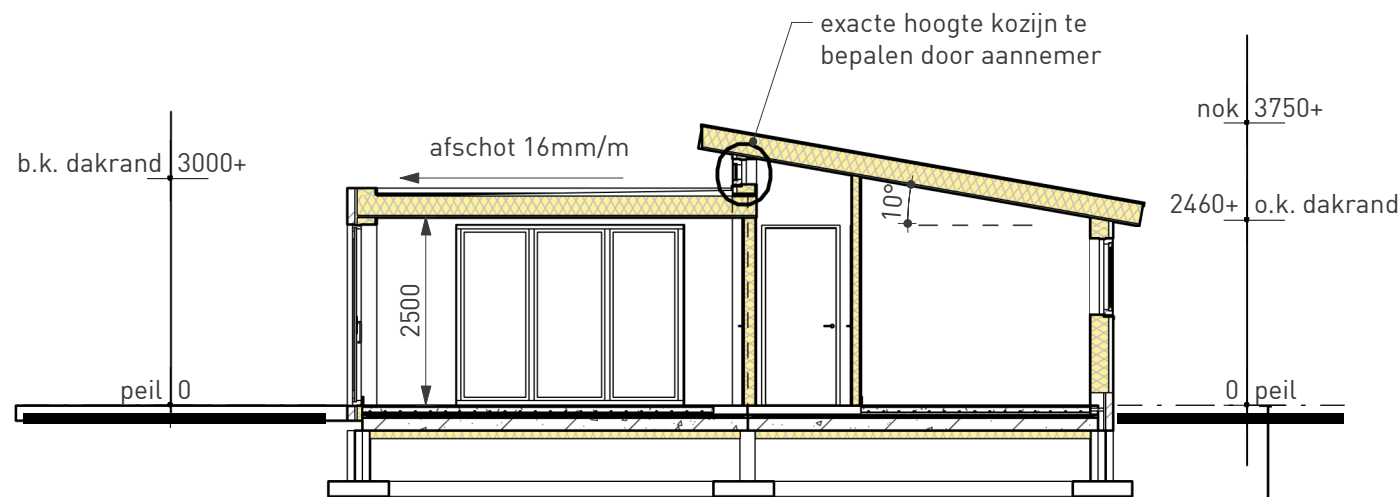 exacte hoogte kozijn te
bepalen door aannemer
nok 3750+
b.k. dakrand 3000+
afschot 16mm/m
2460+ o.k. dakrand
10°
2500
peil 0
0 peil